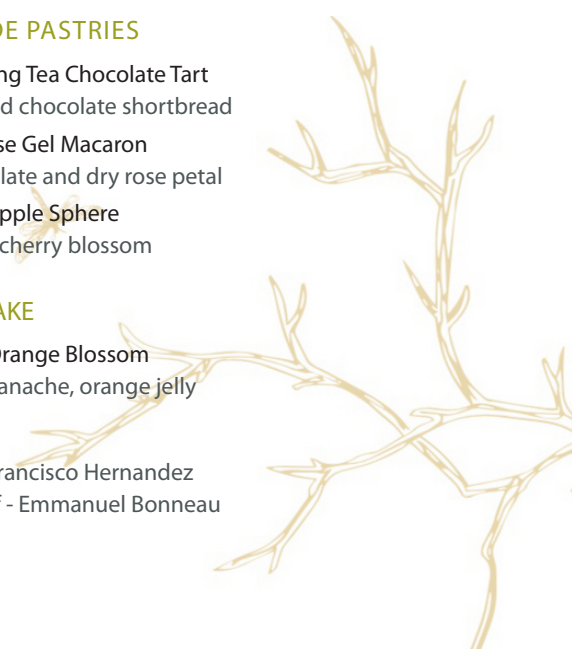 DE PASTRIES
ng Tea Chocolate Tart
d chocolate shortbread
se Gel Macaron
late and dry rose petal
pple Sphere
cherry blossom
AKE
Orange Blossom
anache, orange jelly
rancisco Hernandez
f - Emmanuel Bonneau